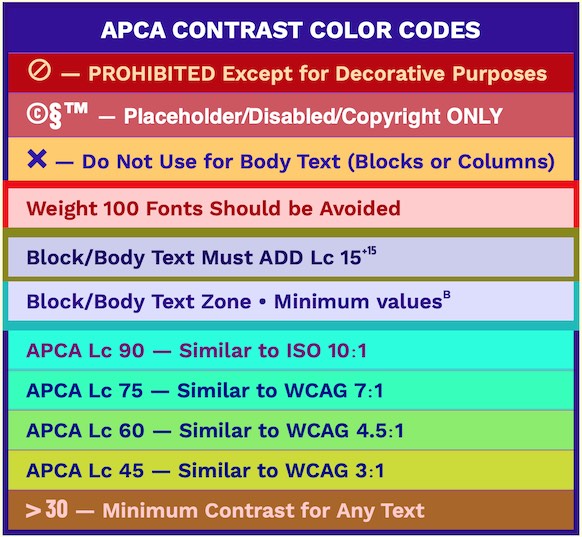 APCA CONTRAST COLOR CODES
⊘ — PROHIBITED Except for Decorative Purposes
©§™ — Placeholder/Disabled/Copyright ONLY
× — Do Not Use for Body Text (Blocks or Columns)
Weight 100 Fonts Should be Avoided
Block/Body Text Must ADD Lc 15⁺¹⁵
Block/Body Text Zone • Minimum valuesᴮ
APCA Lc 90 — Similar to ISO 10:1
APCA Lc 75 — Similar to WCAG 7:1
APCA Lc 60 — Similar to WCAG 4.5:1
APCA Lc 45 — Similar to WCAG 3:1
>30 — Minimum Contrast for Any Text